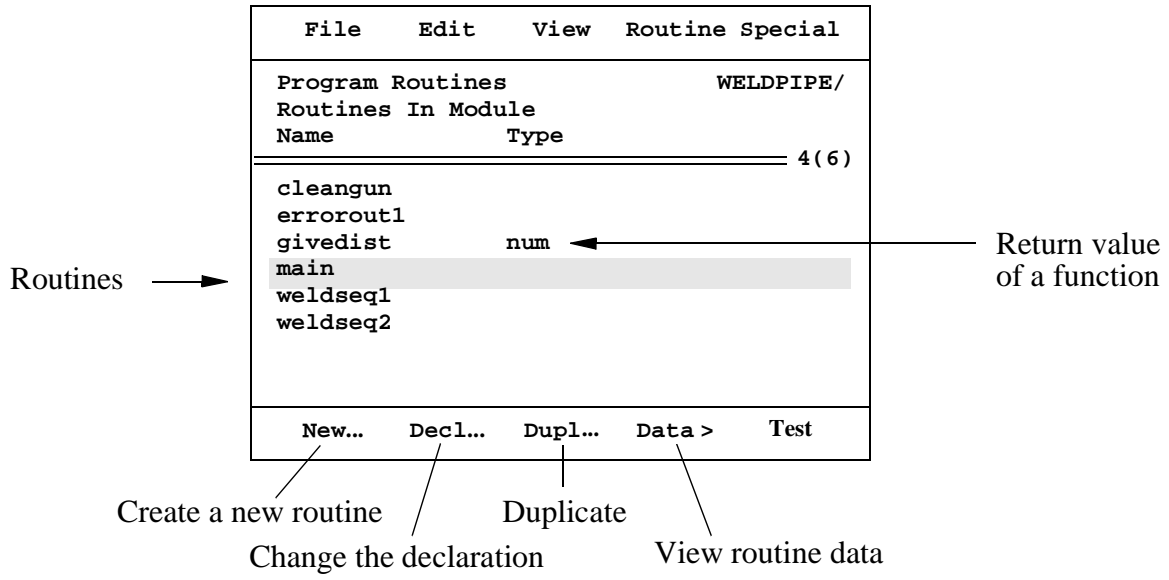 File Edit View Routine Special
Program Routines WELDPIPE/
Routines In Module
Name Type
4(6)
cleangun
errorout1
givedist num
main
weldseq1
weldseq2
Routines
Return value
of a function
New... Decl... Dupl... Data > Test
Create a new routine
Duplicate
Change the declaration
View routine data